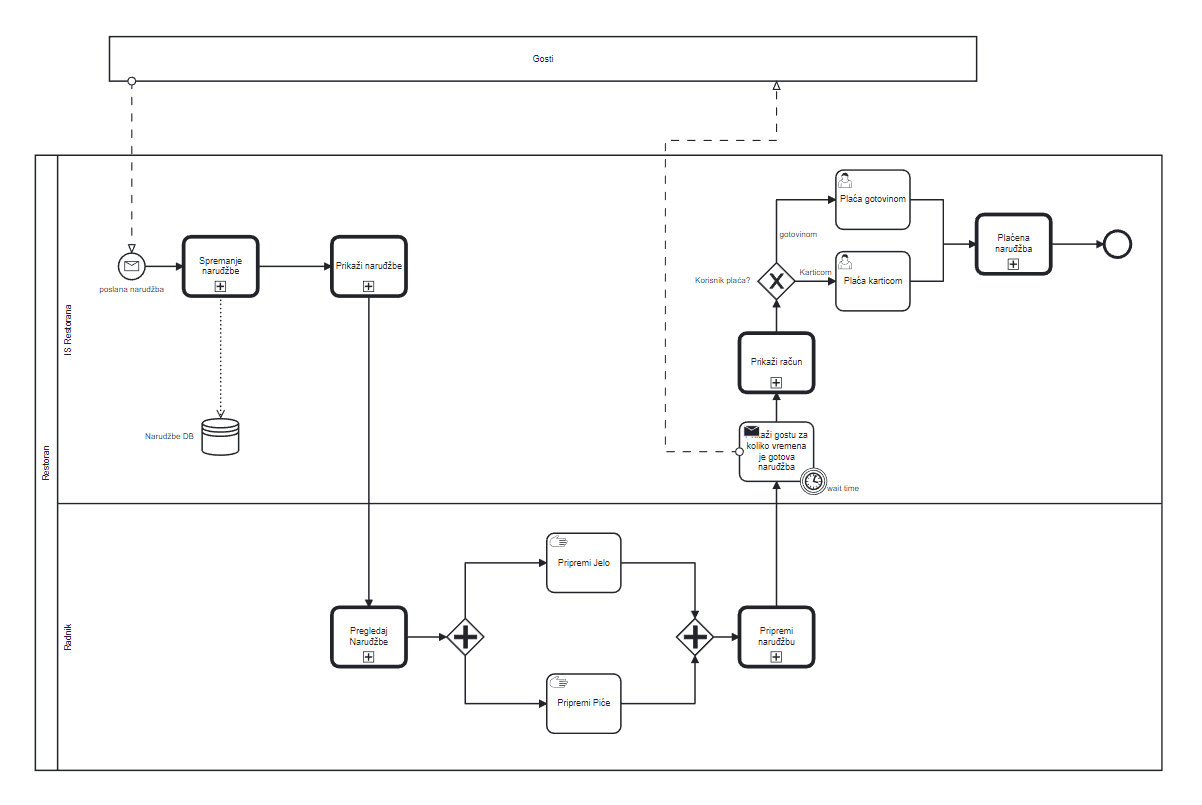 Gosti
poslana narudžba
Spremanje
narudžbe
Prikaži narudžbe
Narudžbe DB
IS Restorana
Restoran
Radnik
Pregledaj
Narudžbe
Pripremi Jelo
Pripremi Piće
Pripremi
narudžbu
gostu za
koliko vremena
je gotova
narudžba
wait time
Prikaži račun
Korisnik plaća?
gotovinom
Karticom
Plaća gotovinom
Plaća karticom
Plaćena
narudžba